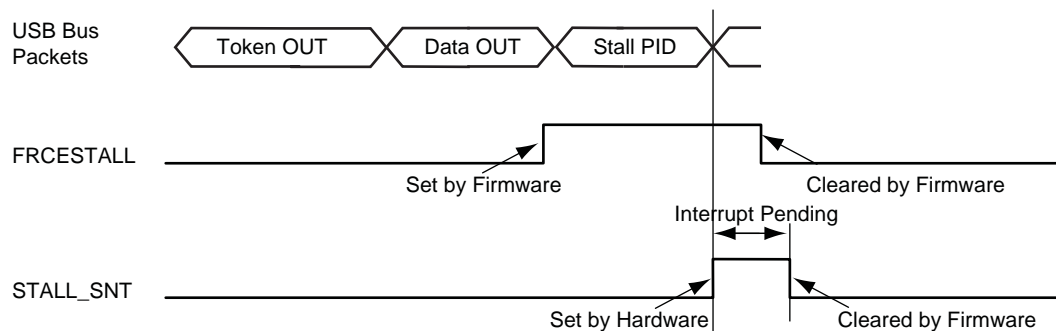 USB Bus
Packets
Token OUT
Data OUT
Stall PID
FRCESTALL
Set by Firmware
Cleared by Firmware
Interrupt Pending
STALL_SNT
Set by Hardware
Cleared by Firmware